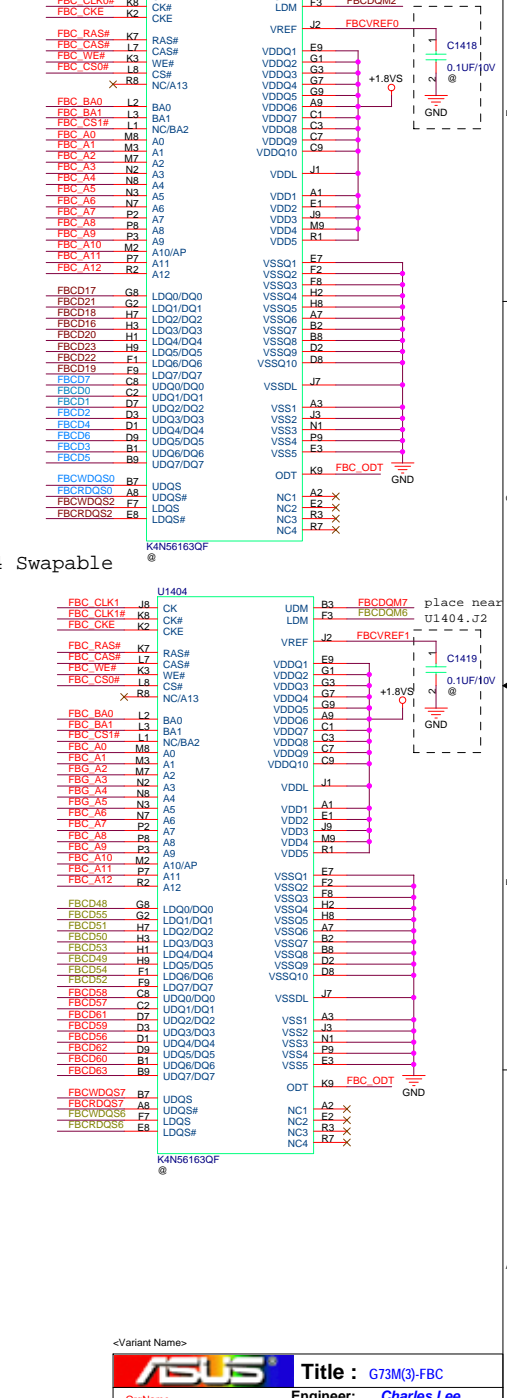 FBC_CLK0# K8 CK# LDM F3 FBCDQM2
FBC_CKE K2 CKE
VREF J2 FBCVREF0
FBC_RAS# K7 RAS#
FBC_CAS# L7 CAS# VDDQ1 E9
FBC_WE# K3 WE# VDDQ2 G1
FBC_CS0# L8 CS# VDDQ3 G3
R8 NC/A13 VDDQ4 G7
VDDQ5 G9
FBC_BA0 L2 BA0 VDDQ6 A9
FBC_BA1 L3 BA1 VDDQ7 C1
FBC_CS1# L1 NC/BA2 VDDQ8 C3
FBC_A0 M8 A0 VDDQ9 C7
FBC_A1 M3 A1 VDDQ10 C9
FBC_A2 M7 A2
FBC_A3 N2 A3 VDDL J1
FBC_A4 N8 A4
FBC_A5 N3 A5 VDD1 A1
FBC_A6 N7 A6 VDD2 E1
FBC_A7 P2 A7 VDD3 J9
FBC_A8 P8 A8 VDD4 M9
FBC_A9 P3 A9 VDD5 R1
FBC_A10 M2 A10/AP
FBC_A11 P7 A11 VSSQ1 E7
FBC_A12 R2 A12 VSSQ2 F2
VSSQ3 F8
FBCD17 G8 LDQ0/DQ0 VSSQ4 H2
FBCD21 G2 LDQ1/DQ1 VSSQ5 H8
FBCD18 H7 LDQ2/DQ2 VSSQ6 A7
FBCD16 H3 LDQ3/DQ3 VSSQ7 B2
FBCD20 H1 LDQ4/DQ4 VSSQ8 B8
FBCD23 H9 LDQ5/DQ5 VSSQ9 D2
FBCD22 F1 LDQ6/DQ6 VSSQ10 D8
FBCD19 F9 LDQ7/DQ7
FBCD7 C8 UDQ0/DQ0 VSSDL J7
FBCD0 C2 UDQ1/DQ1
FBCD1 D7 UDQ2/DQ2 VSS1 A3
FBCD2 D3 UDQ3/DQ3 VSS2 J3
FBCD4 D1 UDQ4/DQ4 VSS3 N1
FBCD6 D9 UDQ5/DQ5 VSS4 P9
FBCD3 B1 UDQ6/DQ6 VSS5 E3
FBCD5 B9 UDQ7/DQ7
ODT K9 FBC_ODT
FBCWDQS0 B7 UDQS
FBCRDQS0 A8 UDQS# NC1 A2
FBCWDQS2 F7 LDQS NC2 E2
FBCRDQS2 E8 LDQS# NC3 R3
NC4 R7
K4N56163QF
@
+1.8VS
1
C1418
0.1UF/10V
2 @
GND
GND
Swapable
U1404
FBC_CLK1 J8 CK UDM B3 FBCDQM7 place near
FBC_CLK1# K8 CK# LDM F3 FBCDQM6 U1404.J2
FBC_CKE K2 CKE
VREF J2 FBCVREF1
FBC_RAS# K7 RAS#
FBC_CAS# L7 CAS# VDDQ1 E9
FBC_WE# K3 WE# VDDQ2 G1
FBC_CS0# L8 CS# VDDQ3 G3
R8 NC/A13 VDDQ4 G7
VDDQ5 G9
FBC_BA0 L2 BA0 VDDQ6 A9
FBC_BA1 L3 BA1 VDDQ7 C1
FBC_CS1# L1 NC/BA2 VDDQ8 C3
FBC_A0 M8 A0 VDDQ9 C7
FBC_A1 M3 A1 VDDQ10 C9
FBG_A2 M7 A2
FBG_A3 N2 A3 VDDL J1
FBG_A4 N8 A4
FBG_A5 N3 A5 VDD1 A1
FBC_A6 N7 A6 VDD2 E1
FBC_A7 P2 A7 VDD3 J9
FBC_A8 P8 A8 VDD4 M9
FBC_A9 P3 A9 VDD5 R1
FBC_A10 M2 A10/AP
FBC_A11 P7 A11 VSSQ1 E7
FBC_A12 R2 A12 VSSQ2 F2
VSSQ3 F8
FBCD48 G8 LDQ0/DQ0 VSSQ4 H2
FBCD55 G2 LDQ1/DQ1 VSSQ5 H8
FBCD51 H7 LDQ2/DQ2 VSSQ6 A7
FBCD50 H3 LDQ3/DQ3 VSSQ7 B2
FBCD53 H1 LDQ4/DQ4 VSSQ8 B8
FBCD49 H9 LDQ5/DQ5 VSSQ9 D2
FBCD54 F1 LDQ6/DQ6 VSSQ10 D8
FBCD52 F9 LDQ7/DQ7
FBCD58 C8 UDQ0/DQ0 VSSDL J7
FBCD57 C2 UDQ1/DQ1
FBCD61 D7 UDQ2/DQ2 VSS1 A3
FBCD59 D3 UDQ3/DQ3 VSS2 J3
FBCD56 D1 UDQ4/DQ4 VSS3 N1
FBCD62 D9 UDQ5/DQ5 VSS4 P9
FBCD60 B1 UDQ6/DQ6 VSS5 E3
FBCD63 B9 UDQ7/DQ7
ODT K9 FBC_ODT
FBCWDQS7 B7 UDQS
FBCRDQS7 A8 UDQS# NC1 A2
FBCWDQS6 F7 LDQS NC2 E2
FBCRDQS6 E8 LDQS# NC3 R3
NC4 R7
K4N56163QF
@
+1.8VS
1
C1419
0.1UF/10V
2 @
GND
GND
<Variant Name>
ASUS
Title : G73M(3)-FBC
Engineer: Charles Lee